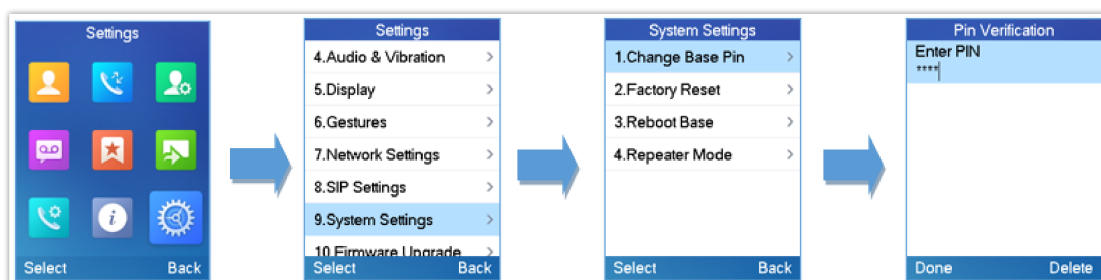 Settings
Select Back
Settings
4.Audio & Vibration
5.Display
6.Gestures
7.Network Settings
8.SIP Settings
9.System Settings
10.Firmware Upgrade
Select Back
System Settings
1.Change Base Pin
2.Factory Reset
3.Reboot Base
4.Repeater Mode
Select Back
Pin Verification
Enter PIN
****
Done Delete